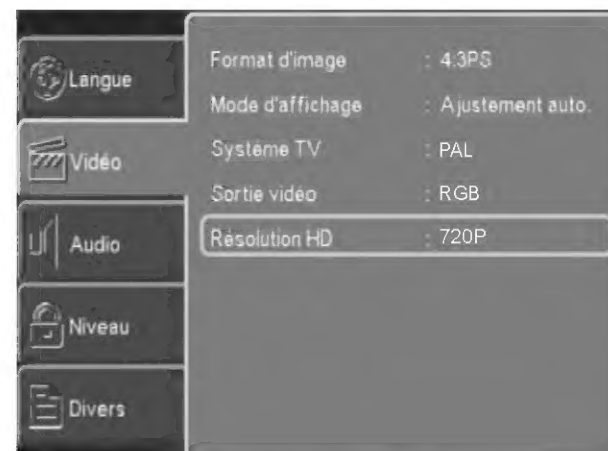 Langue
Vidéo
Audio
Niveau
Divers
Format d'image : 4:3PS
Mode d'affichage : Ajustement auto.
Système TV : PAL
Sortie vidéo : RGB
Résolution HD : 720P